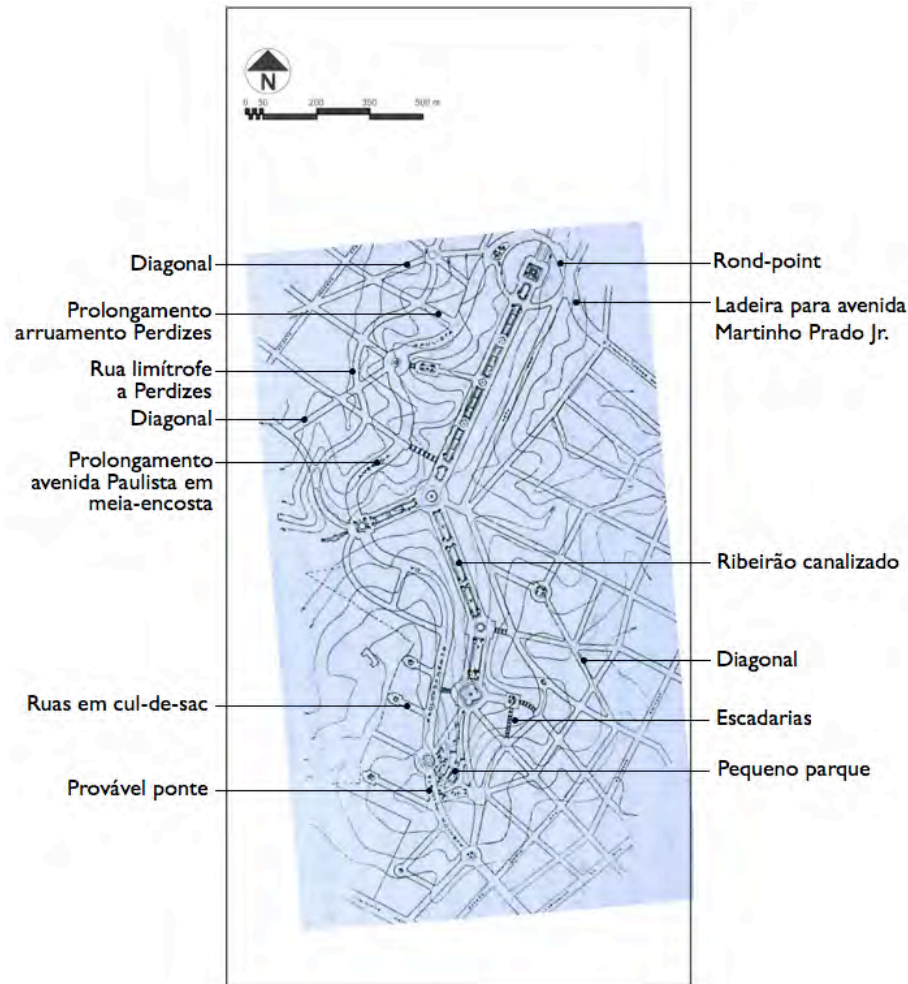 N
0 50 200 350 500 m
Diagonal
Prolongamento
arruamento Perdizes
Rua limítrofe
a Perdizes
Diagonal
Prolongamento
avenida Paulista em
meia-encosta
Ruas em cul-de-sac
Provável ponte
Rond-point
Ladeira para avenida
Martinho Prado Jr.
Ribeirão canalizado
Diagonal
Escadarias
Pequeno parque
PAULISTA